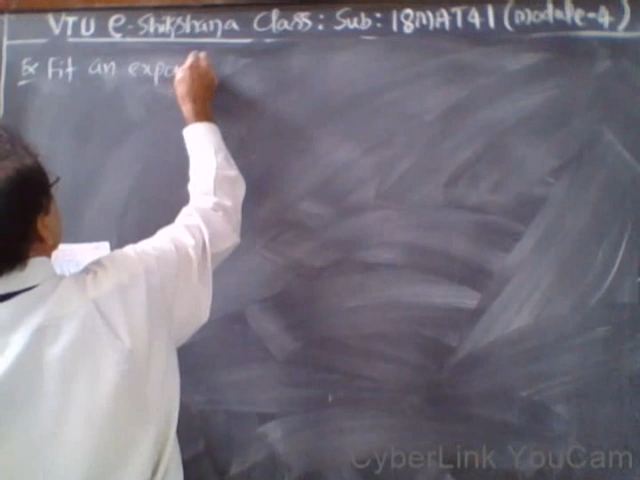 VTU e-Shikshana Class: Sub: 18MAT41 (module-4)
Ex Fit an expo
CyberLink YouCam